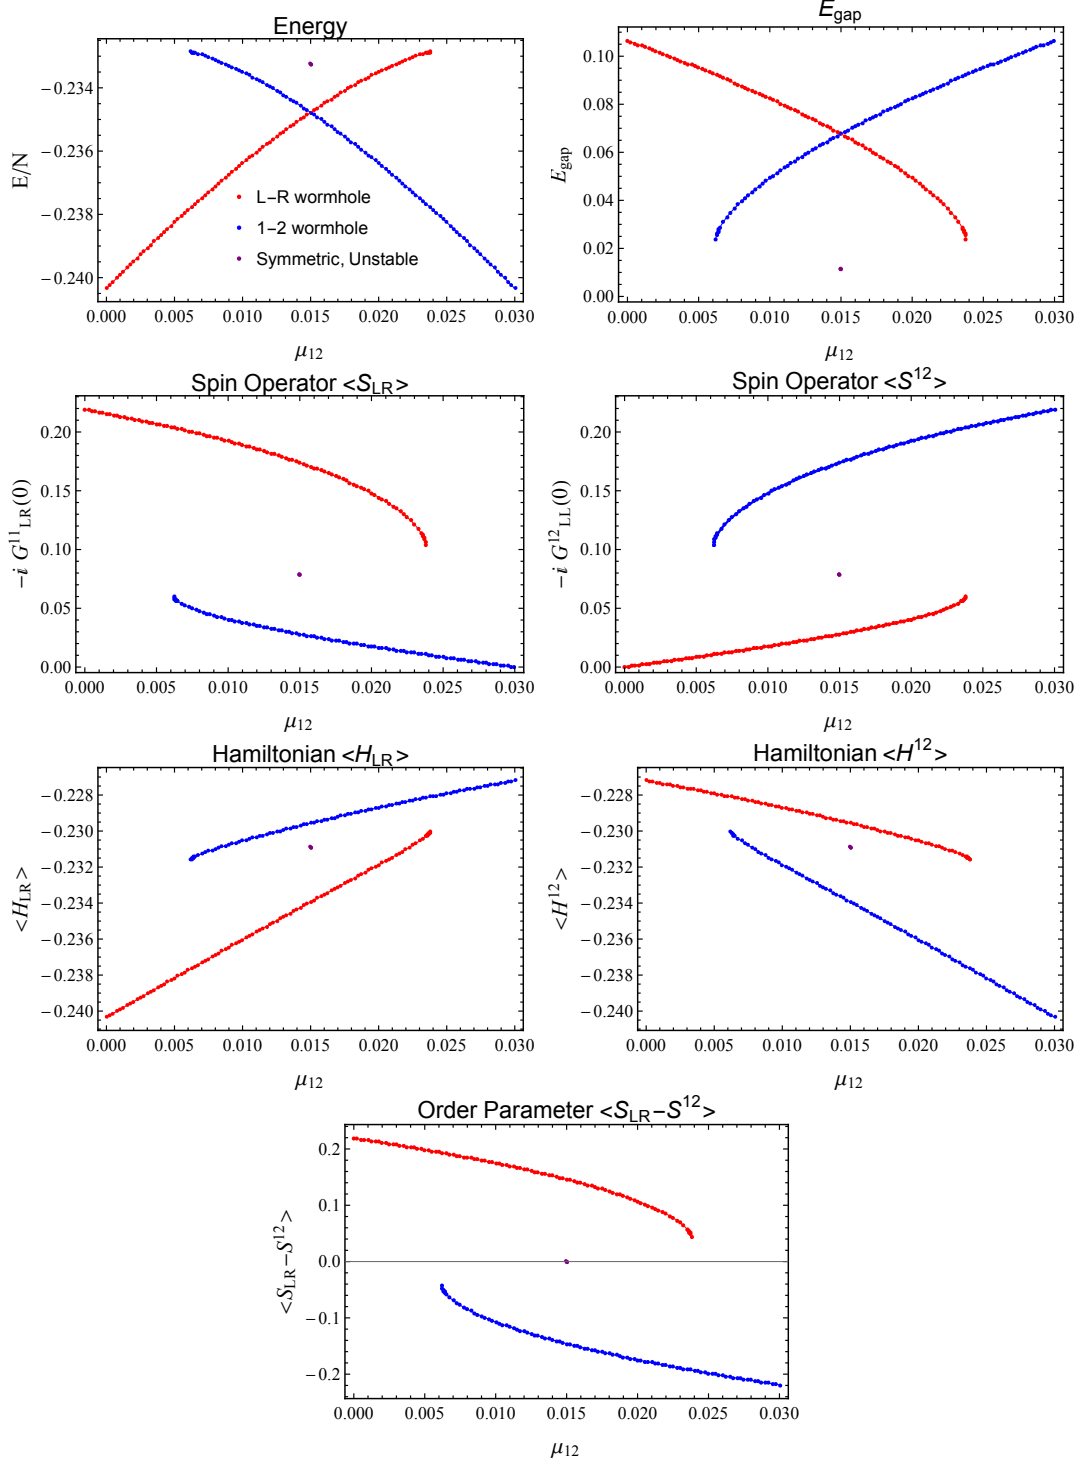 Energy
E/N
−0.234
−0.236
−0.238
−0.240
L−R wormhole
1−2 wormhole
Symmetric, Unstable
0.000 0.005 0.010 0.015 0.020 0.025 0.030
μ12
Egap
Egap
0.10
0.08
0.06
0.04
0.02
0.00
0.000 0.005 0.010 0.015 0.020 0.025 0.030
μ12
Spin Operator <SLR>
−i G11LR(0)
0.20
0.15
0.10
0.05
0.00
0.000 0.005 0.010 0.015 0.020 0.025 0.030
μ12
Spin Operator <S12>
−i G12LL(0)
0.20
0.15
0.10
0.05
0.00
0.000 0.005 0.010 0.015 0.020 0.025 0.030
μ12
Hamiltonian <HLR>
<HLR>
−0.228
−0.230
−0.232
−0.234
−0.236
−0.238
−0.240
0.000 0.005 0.010 0.015 0.020 0.025 0.030
μ12
Hamiltonian <H12>
<H12>
−0.228
−0.230
−0.232
−0.234
−0.236
−0.238
−0.240
0.000 0.005 0.010 0.015 0.020 0.025 0.030
μ12
Order Parameter <SLR−S12>
<SLR−S12>
0.2
0.1
0.0
−0.1
−0.2
0.000 0.005 0.010 0.015 0.020 0.025 0.030
μ12